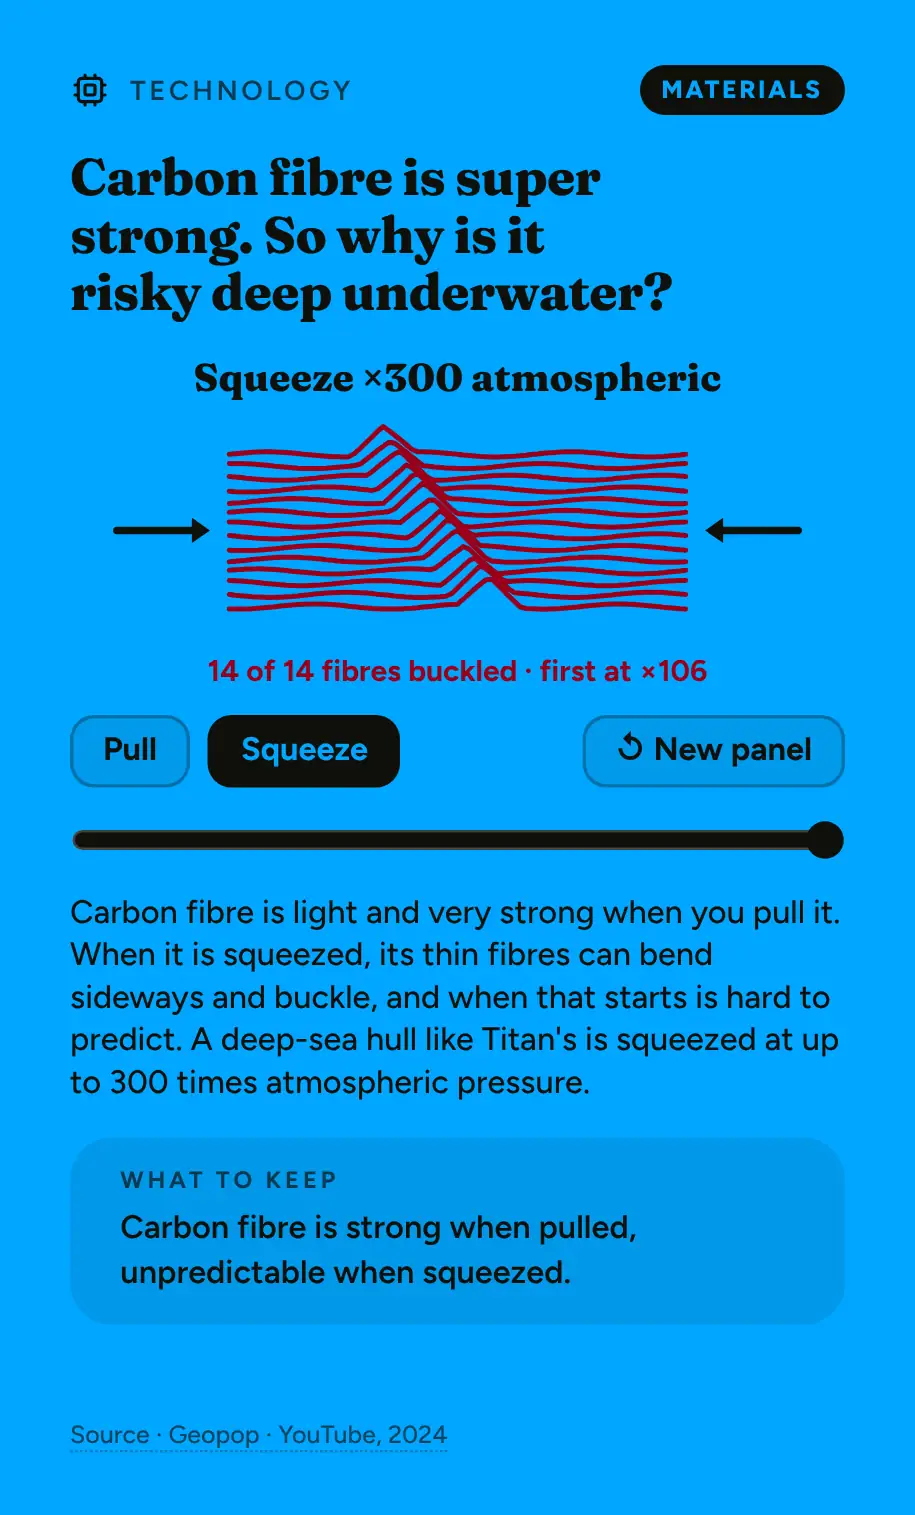 TECHNOLOGY
MATERIALS
Carbon fibre is super
strong. So why is it
risky deep underwater?
Squeeze ×300 atmospheric
14 of 14 fibres buckled · first at ×106
Pull
Squeeze
New panel
Carbon fibre is light and very strong when you pull it.
When it is squeezed, its thin fibres can bend
sideways and buckle, and when that starts is hard to
predict. A deep-sea hull like Titan's is squeezed at up
to 300 times atmospheric pressure.
WHAT TO KEEP
Carbon fibre is strong when pulled,
unpredictable when squeezed.
Source · Geopop · YouTube, 2024